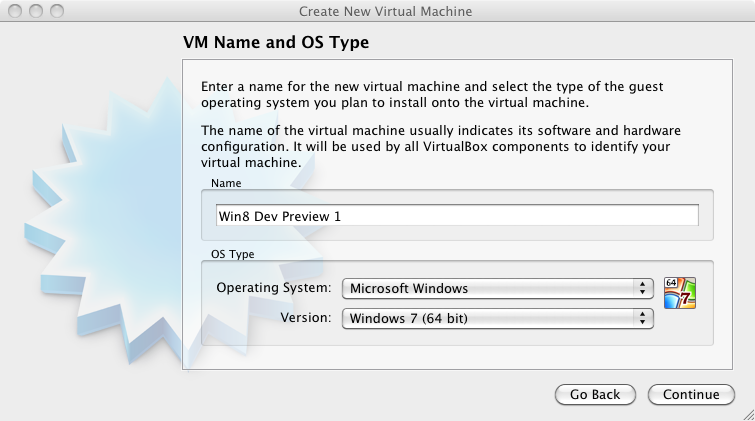 Create New Virtual Machine
VM Name and OS Type
Enter a name for the new virtual machine and select the type of the guest
operating system you plan to install onto the virtual machine.
The name of the virtual machine usually indicates its software and hardware
configuration. It will be used by all VirtualBox components to identify your
virtual machine.
Name
Win8 Dev Preview 1
OS Type
Operating System: Microsoft Windows
64
7
Version: Windows 7 (64 bit)
Go Back Continue